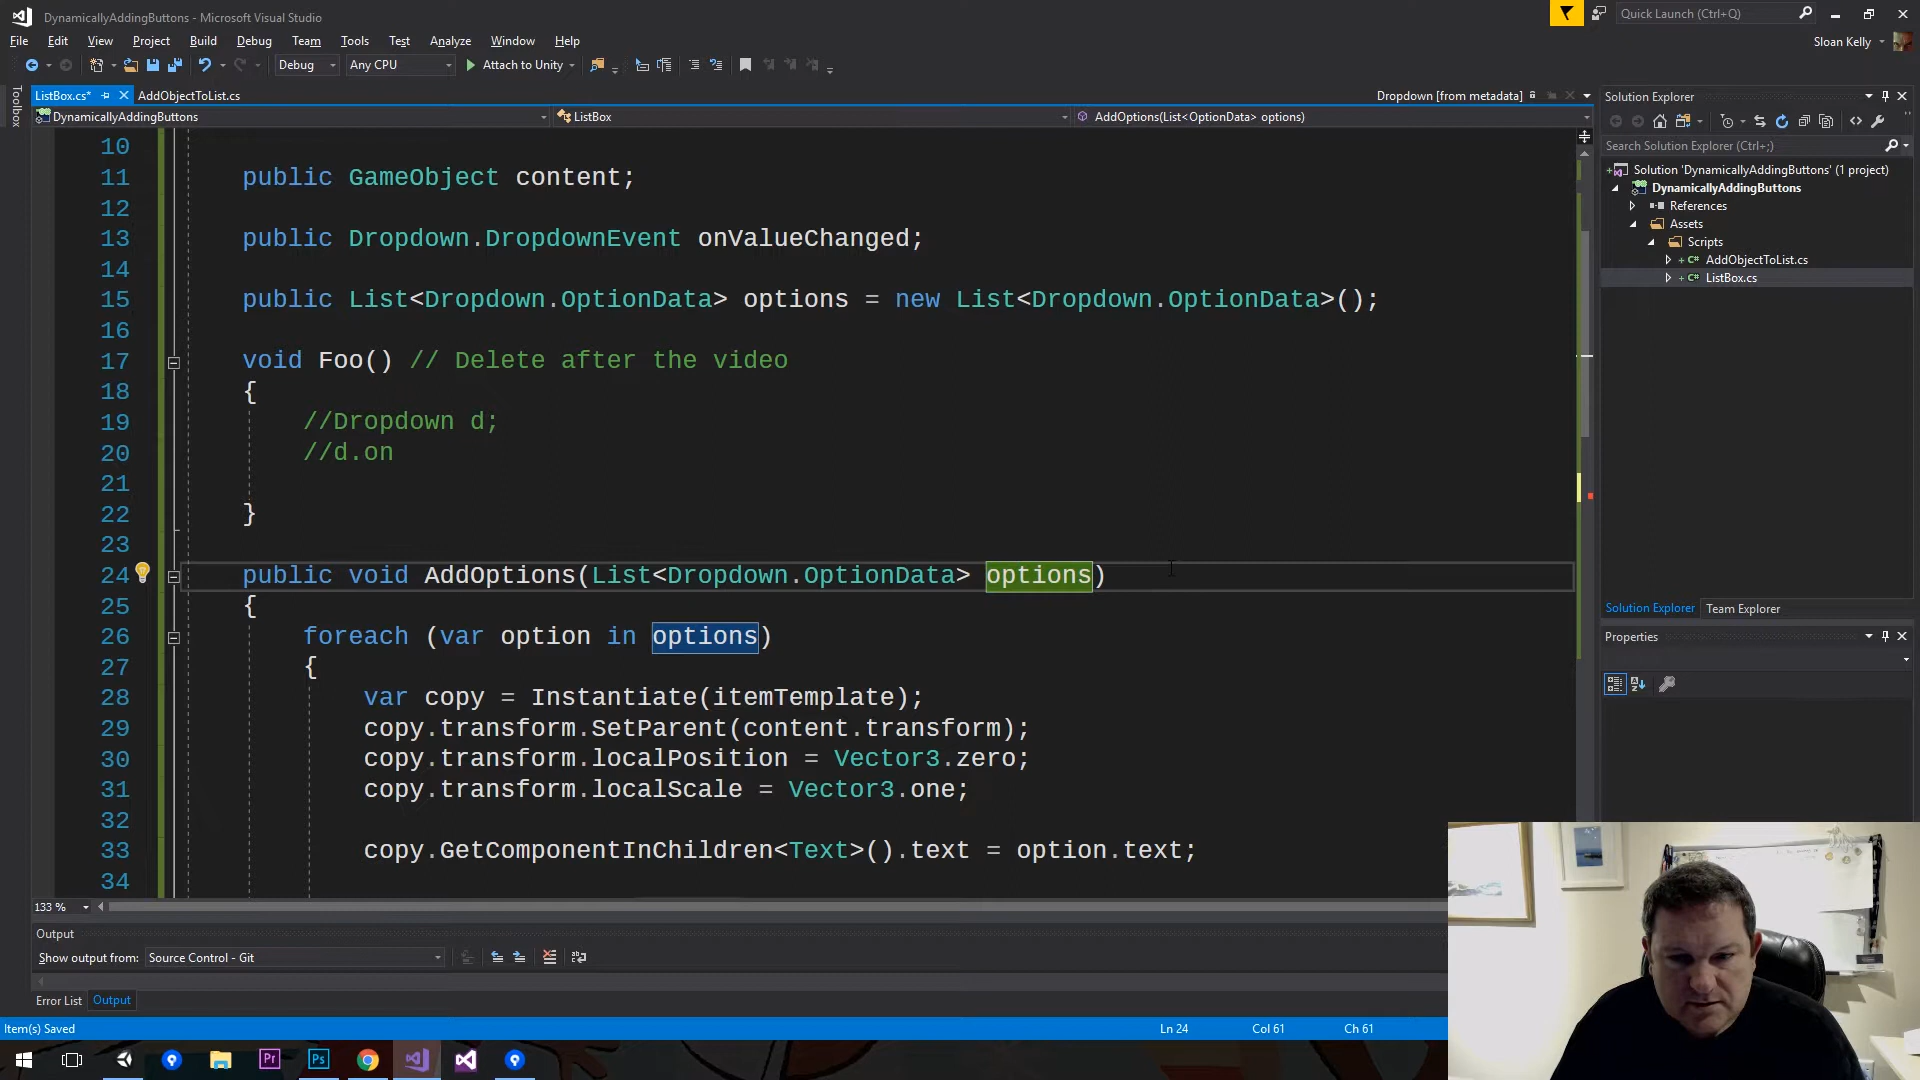 DynamicallyAddingButtons - Microsoft Visual Studio
Quick Launch (Ctrl+Q)
File Edit View Project Build Debug Team Tools Test Analyze Window Help
Sloan Kelly
Debug
Any CPU
Attach to Unity
Toolbox
ListBox.cs*
AddObjectToList.cs
Dropdown [from metadata]
DynamicallyAddingButtons
ListBox
AddOptions(List<OptionData> options)
10
11 public GameObject content;
12
13 public Dropdown.DropdownEvent onValueChanged;
14
15 public List<Dropdown.OptionData> options = new List<Dropdown.OptionData>();
16
17 void Foo() // Delete after the video
18 {
19 //Dropdown d;
20 //d.on
21
22 }
23
24 public void AddOptions(List<Dropdown.OptionData> options)
25 {
26 foreach (var option in options)
27 {
28 var copy = Instantiate(itemTemplate);
29 copy.transform.SetParent(content.transform);
30 copy.transform.localPosition = Vector3.zero;
31 copy.transform.localScale = Vector3.one;
32
33 copy.GetComponentInChildren<Text>().text = option.text;
34
133 %
Solution Explorer
Search Solution Explorer (Ctrl+;)
Solution 'DynamicallyAddingButtons' (1 project)
DynamicallyAddingButtons
References
Assets
Scripts
AddObjectToList.cs
ListBox.cs
Solution Explorer
Team Explorer
Properties
Output
Show output from:
Source Control - Git
Error List
Output
Item(s) Saved
Ln 24
Col 61
Ch 61
Pr
Ps